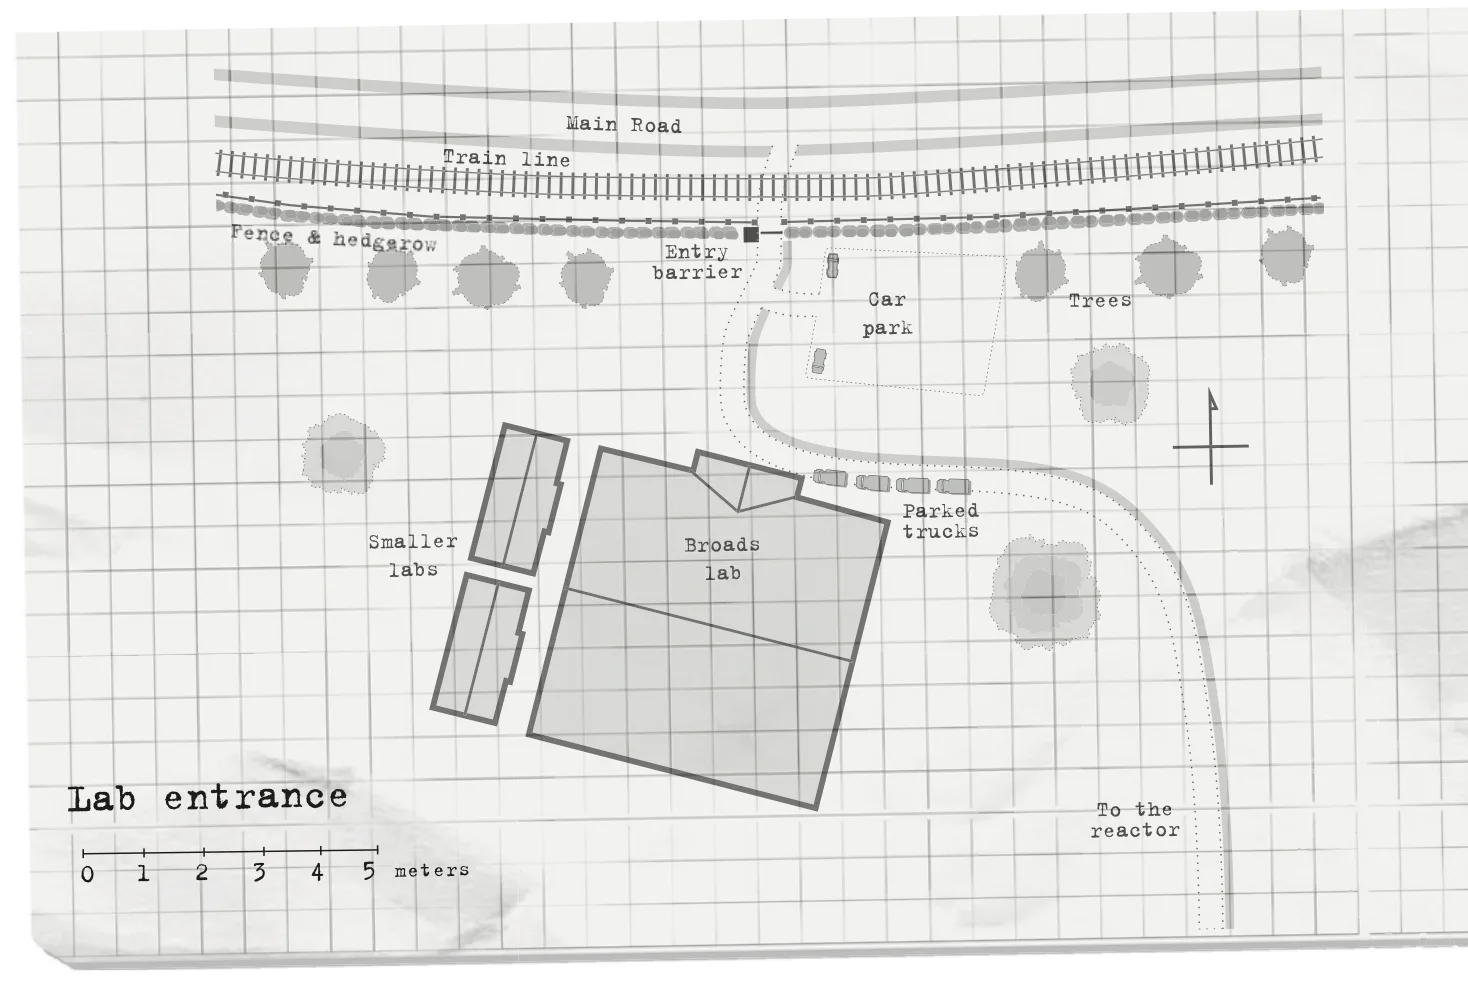 Main Road
Train line
Fence & hedgerow
Entry
barrier
Car
park
Trees
Parked
trucks
Smaller
labs
Broads
lab
Lab entrance
To the
reactor
0 1 2 3 4 5 meters